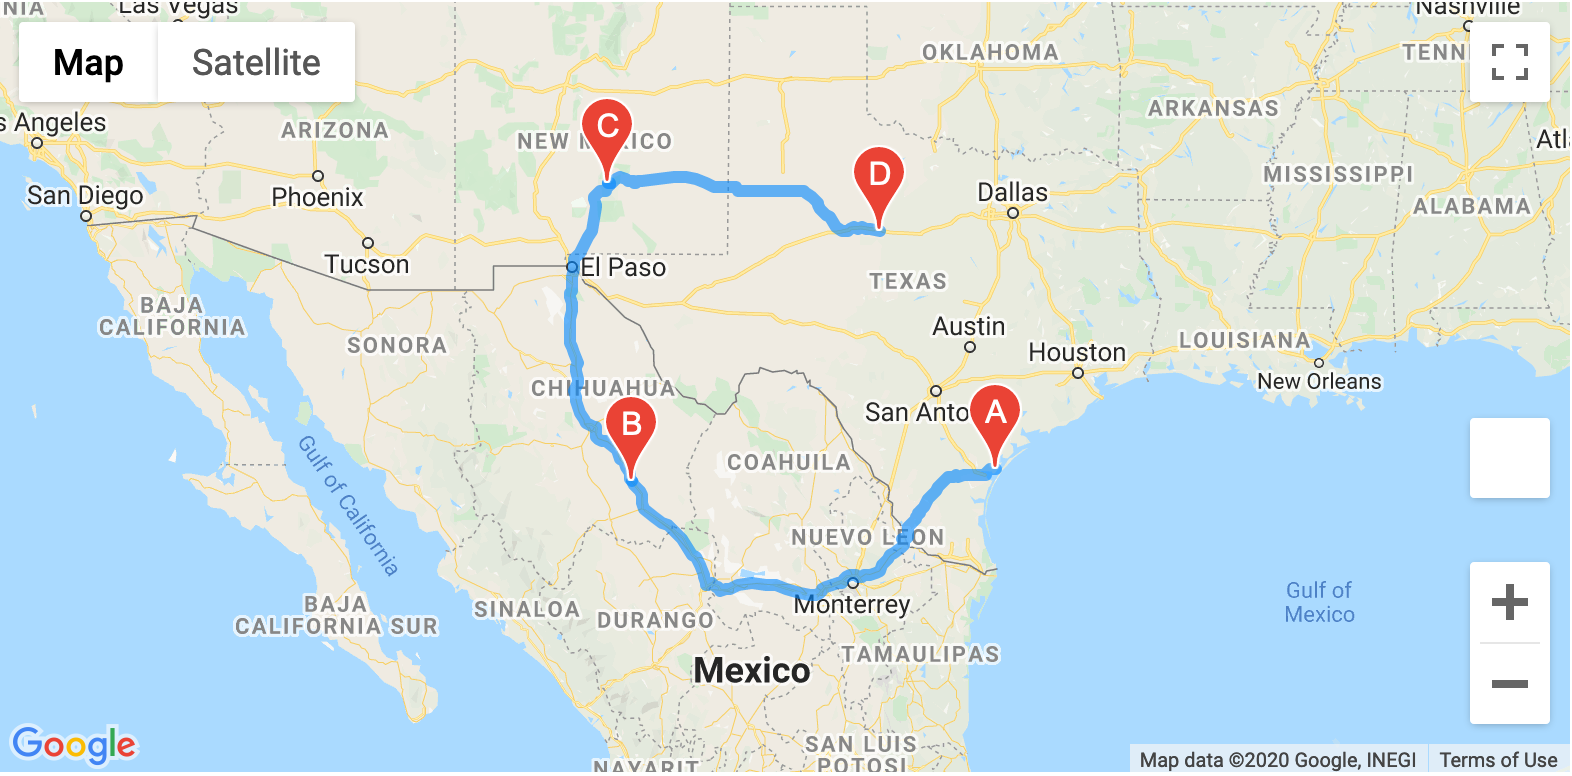 NIA
Las Vegas
Nashville
Map
Satellite
OKLAHOMA
TENN
ARKANSAS
s Angeles
ARIZONA
C
NEW M
ICO
Atl
D
MISSISSIPPI
San Diego
Phoenix
Dallas
ALABAMA
Tucson
El Paso
TEXAS
BAJA
CALIFORNIA
SONORA
Austin
LOUISIANA
Houston
New Orleans
CHIHUAHUA
San Anto
A
B
COAHUILA
Gulf of California
NUEVO LEON
Gulf of
Mexico
Monterrey
SINALOA
DURANGO
BAJA
CALIFORNIA SUR
TAMAULIPAS
Mexico
Google
SAN LUIS
POTOSI
NAYARIT
Map data ©2020 Google, INEGI
Terms of Use